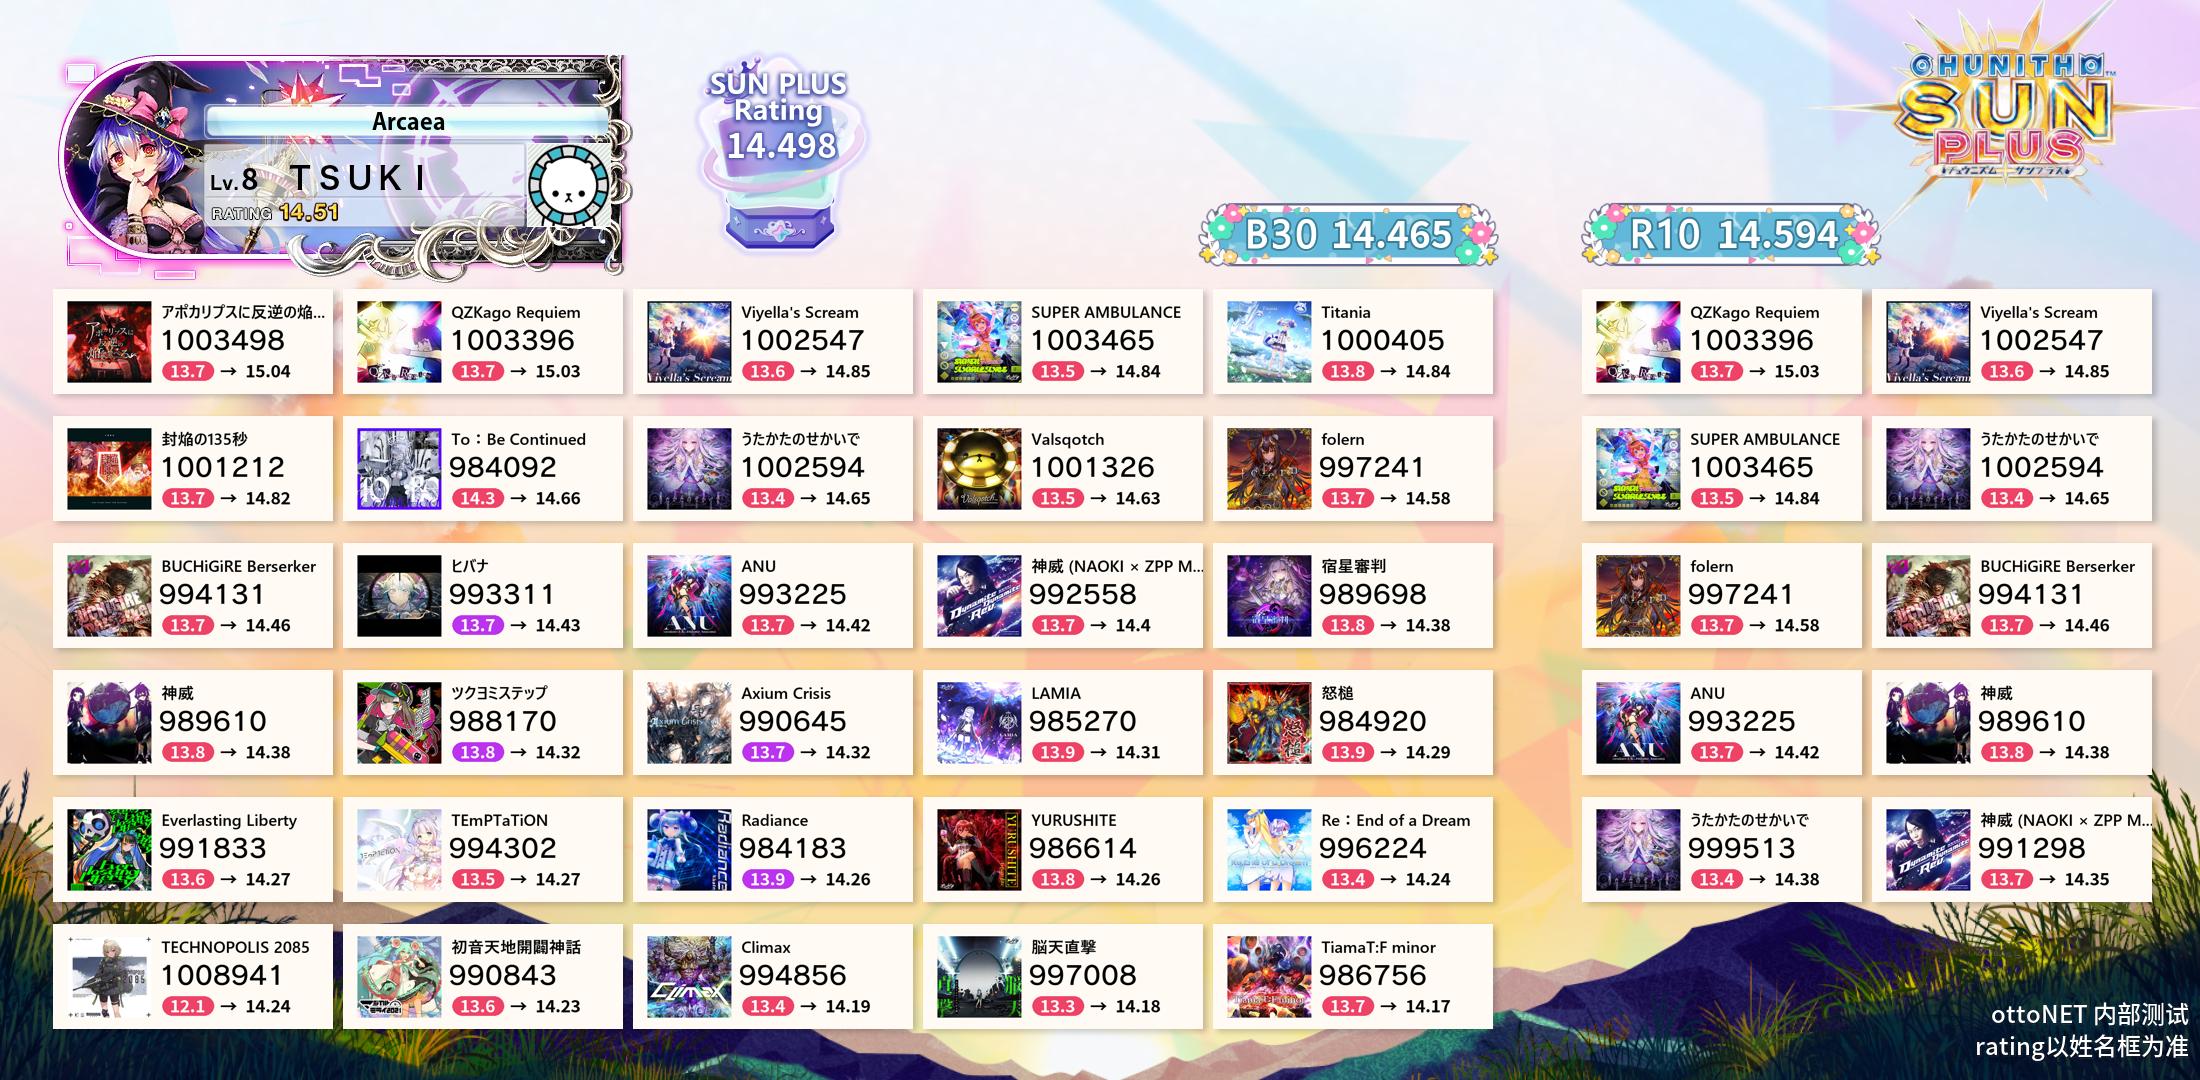 Arcaea
Lv.8 TSUKI
RATING 14.51
SUN PLUS
Rating
14.498
CHUNITHM
SUN
PLUS
チュウニズム サンプラス
B30 14.465
R10 14.594
アポカリプスに反逆の焔...
1003498
13.7 → 15.04
QZKago Requiem
1003396
13.7 → 15.03
Viyella's Scream
1002547
13.6 → 14.85
SUPER AMBULANCE
1003465
13.5 → 14.84
Titania
1000405
13.8 → 14.84
封焔の135秒
1001212
13.7 → 14.82
To：Be Continued
984092
14.3 → 14.66
うたかたのせかいで
1002594
13.4 → 14.65
Valsqotch
1001326
13.5 → 14.63
folern
997241
13.7 → 14.58
BUCHiGiRE Berserker
994131
13.7 → 14.46
ヒバナ
993311
13.7 → 14.43
ANU
993225
13.7 → 14.42
神威 (NAOKI × ZPP M...
992558
13.7 → 14.4
宿星審判
989698
13.8 → 14.38
神威
989610
13.8 → 14.38
ツクヨミステップ
988170
13.8 → 14.32
Axium Crisis
990645
13.7 → 14.32
LAMIA
985270
13.9 → 14.31
怒槌
984920
13.9 → 14.29
Everlasting Liberty
991833
13.6 → 14.27
TEmPTaTiON
994302
13.5 → 14.27
Radiance
984183
13.9 → 14.26
YURUSHITE
986614
13.8 → 14.26
Re：End of a Dream
996224
13.4 → 14.24
TECHNOPOLIS 2085
1008941
12.1 → 14.24
初音天地開闢神話
990843
13.6 → 14.23
Climax
994856
13.4 → 14.19
脳天直撃
997008
13.3 → 14.18
TiamaT:F minor
986756
13.7 → 14.17
QZKago Requiem
1003396
13.7 → 15.03
Viyella's Scream
1002547
13.6 → 14.85
SUPER AMBULANCE
1003465
13.5 → 14.84
うたかたのせかいで
1002594
13.4 → 14.65
folern
997241
13.7 → 14.58
BUCHiGiRE Berserker
994131
13.7 → 14.46
ANU
993225
13.7 → 14.42
神威
989610
13.8 → 14.38
うたかたのせかいで
999513
13.4 → 14.38
神威 (NAOKI × ZPP M...
991298
13.7 → 14.35
ottoNET 内部测试
rating以姓名框为准